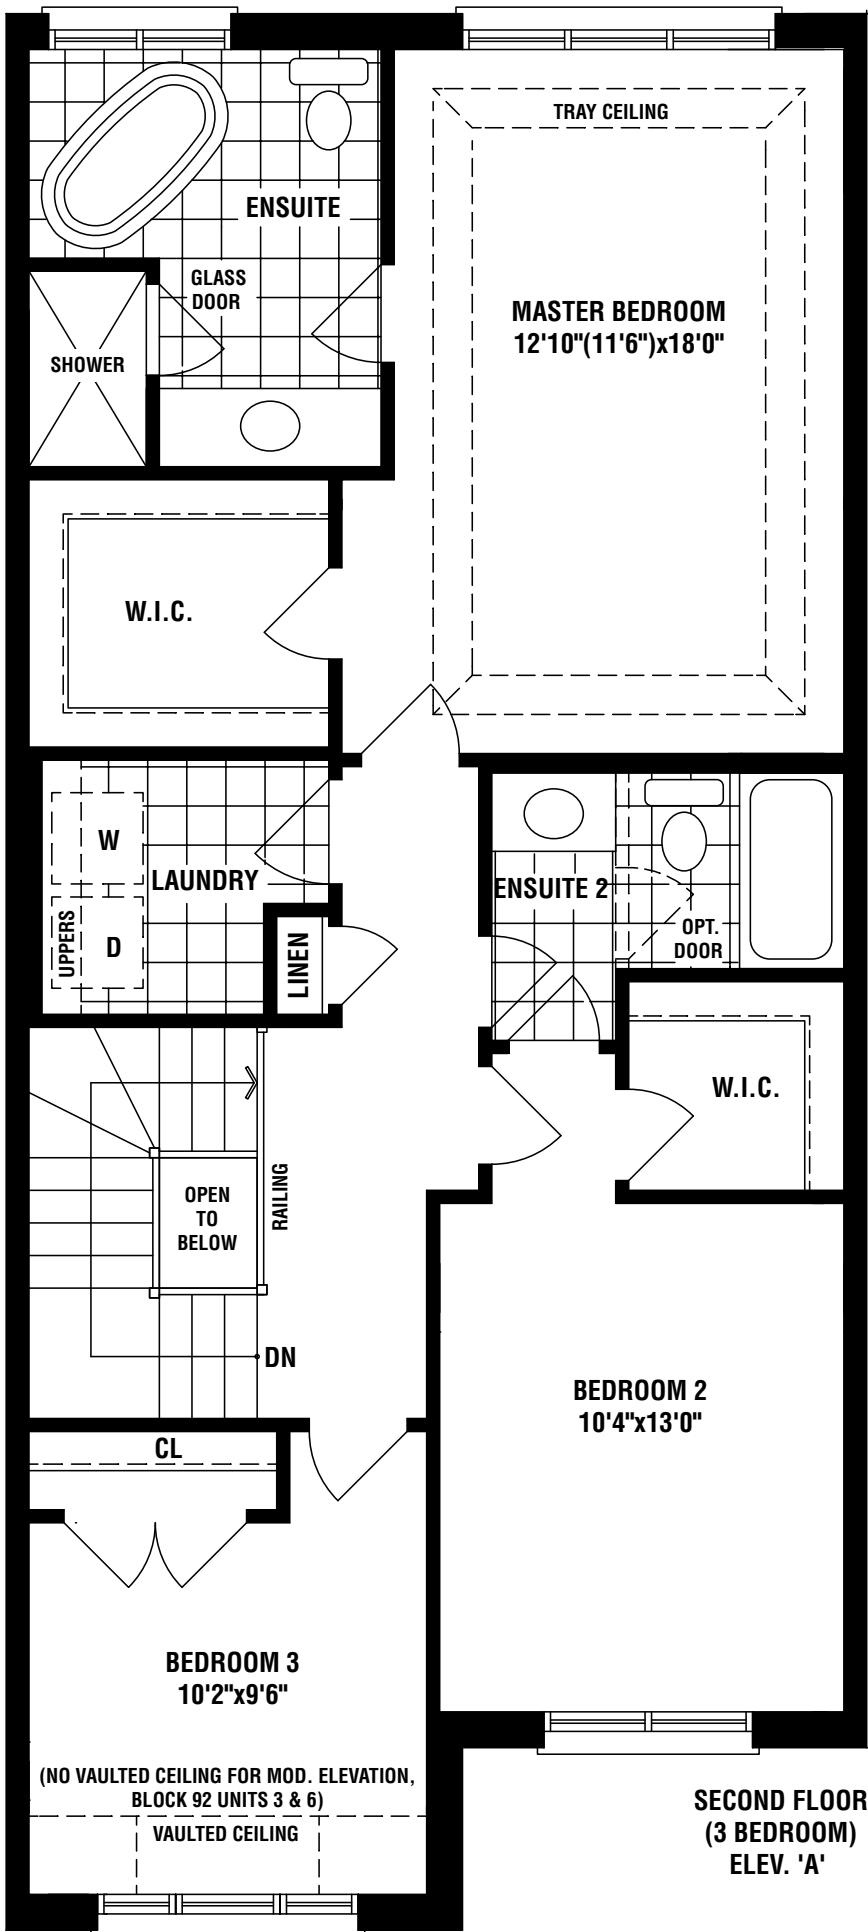 TRAY CEILING
ENSUITE
GLASS
DOOR
MASTER BEDROOM
12'10"(11'6")x18'0"
SHOWER
W.I.C.
W
LAUNDRY
UPPERS
D
LINEN
ENSUITE 2
OPT.
DOOR
W.I.C.
OPEN
TO
BELOW
RAILING
DN
BEDROOM 2
10'4"x13'0"
CL
BEDROOM 3
10'2"x9'6"
(NO VAULTED CEILING FOR MOD. ELEVATION,
BLOCK 92 UNITS 3 & 6)
VAULTED CEILING
SECOND FLOOR
(3 BEDROOM)
ELEV. 'A'